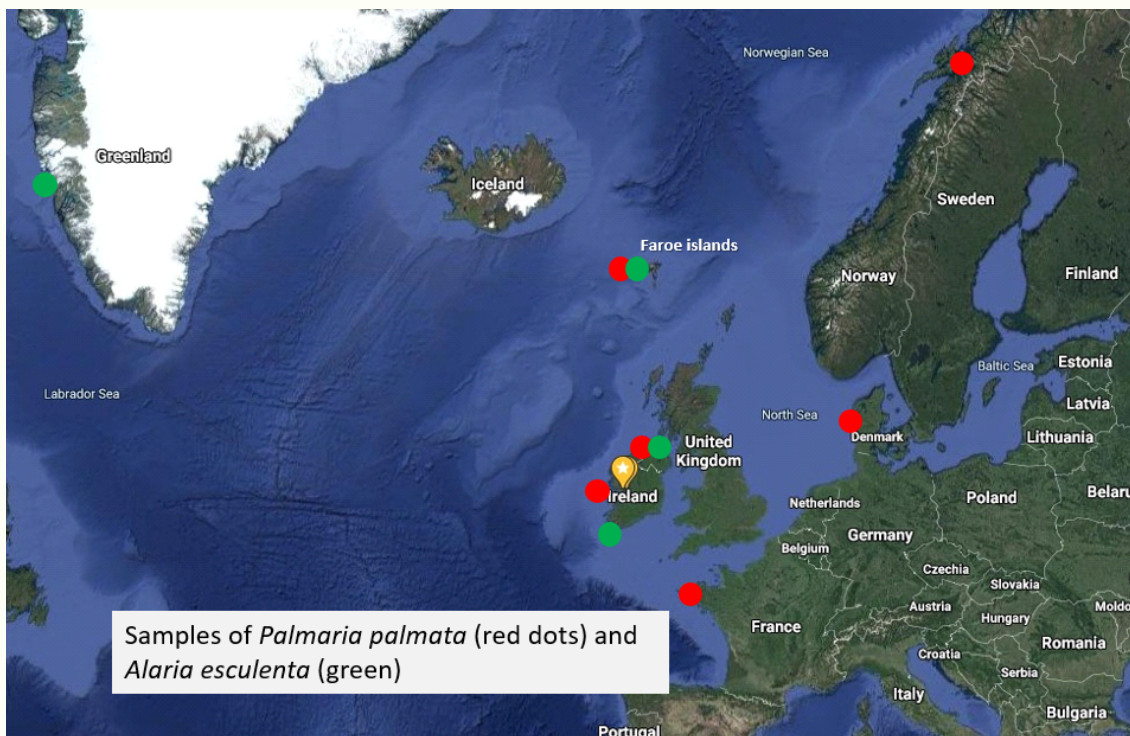 Norwegian Sea
Greenland
Iceland
Sweden
Faroe islands
Norway
Finland
Labrador Sea
Baltic Sea
Estonia
North Sea
Latvia
Denmark
Lithuania
United
Kingdom
Ireland
Netherlands
Poland
Belaru
Germany
Belgium
Czechia
Slovakia
Austria
Hungary
Moldo
France
Romania
Croatia
Serbia
Italy
Bulgaria
Portugal
Samples of Palmaria palmata (red dots) and
Alaria esculenta (green)